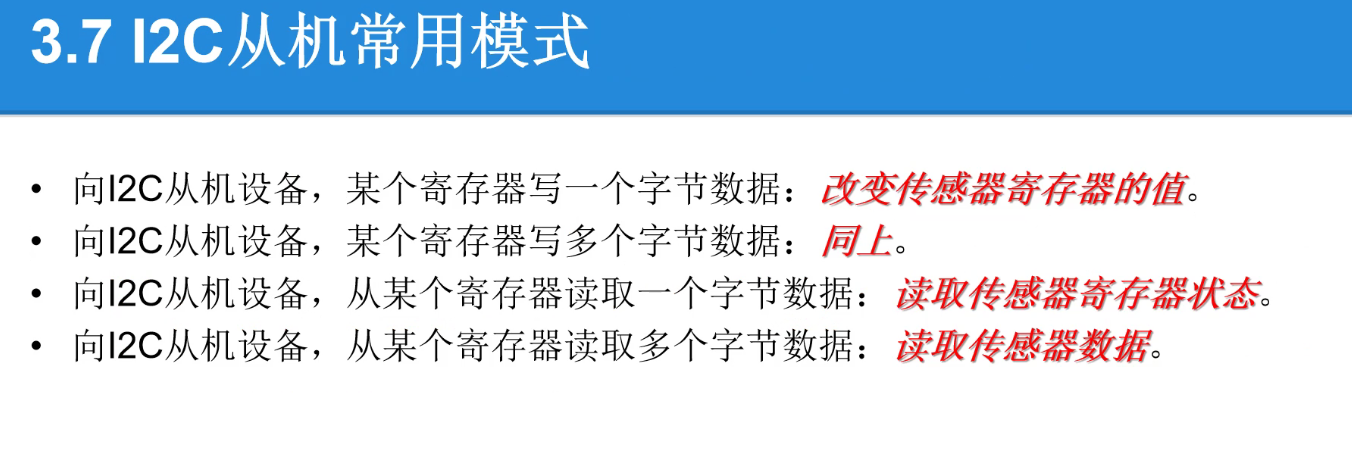 3.7 I2C从机常用模式
• 向I2C从机设备，某个寄存器写一个字节数据：改变传感器寄存器的值。
• 向I2C从机设备，某个寄存器写多个字节数据：同上。
• 向I2C从机设备，从某个寄存器读取一个字节数据：读取传感器寄存器状态。
• 向I2C从机设备，从某个寄存器读取多个字节数据：读取传感器数据。